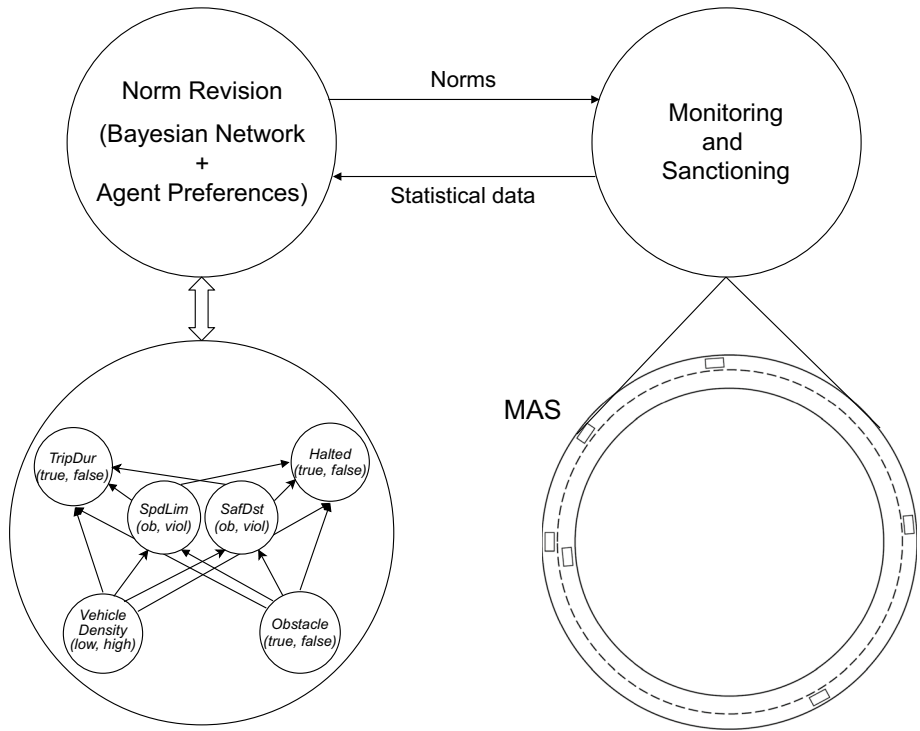 Norm Revision
(Bayesian Network
+
Agent Preferences)
Norms
Statistical data
Monitoring
and
Sanctioning
MAS
TripDur
(true, false)
Halted
(true, false)
SpdLim
(ob, viol)
SafDst
(ob, viol)
Vehicle
Density
(low, high)
Obstacle
(true, false)